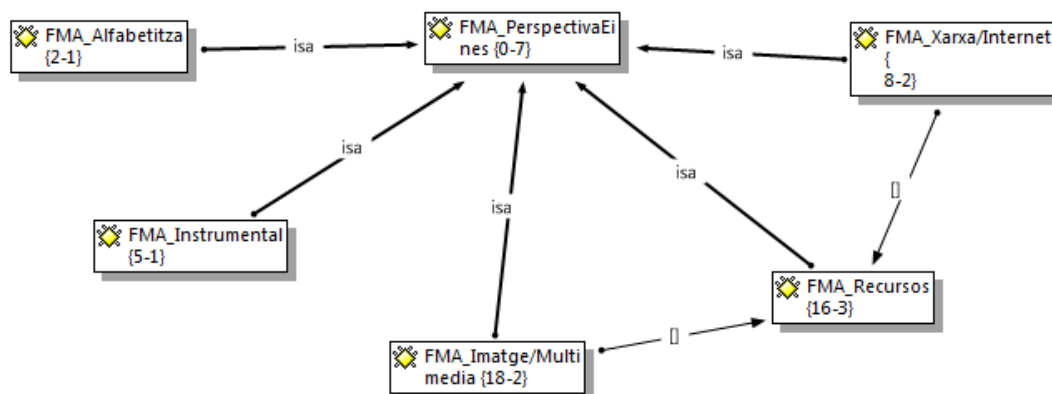 FMA_Alfabetitza
{2-1}
isa
FMA_PerspectivaEi
nes {0-7}
isa
FMA_Xarxa/Internet
{
8-2}
isa
isa
isa
[]
FMA_Instrumental
{5-1}
FMA_Recursos
{16-3}
[]
FMA_Imatge/Multi
media {18-2}